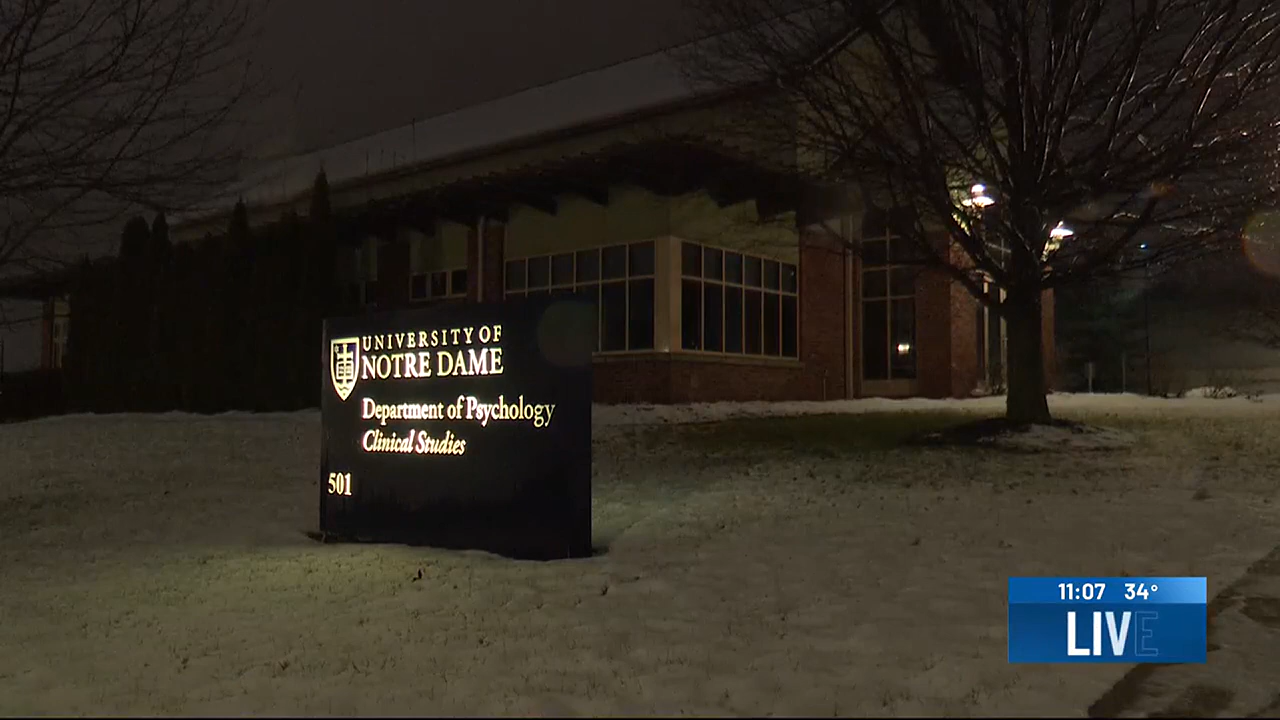 UNIVERSITY OF
NOTRE DAME
Department of Psychology
Clinical Studies
501
11:07 34°
LIVE